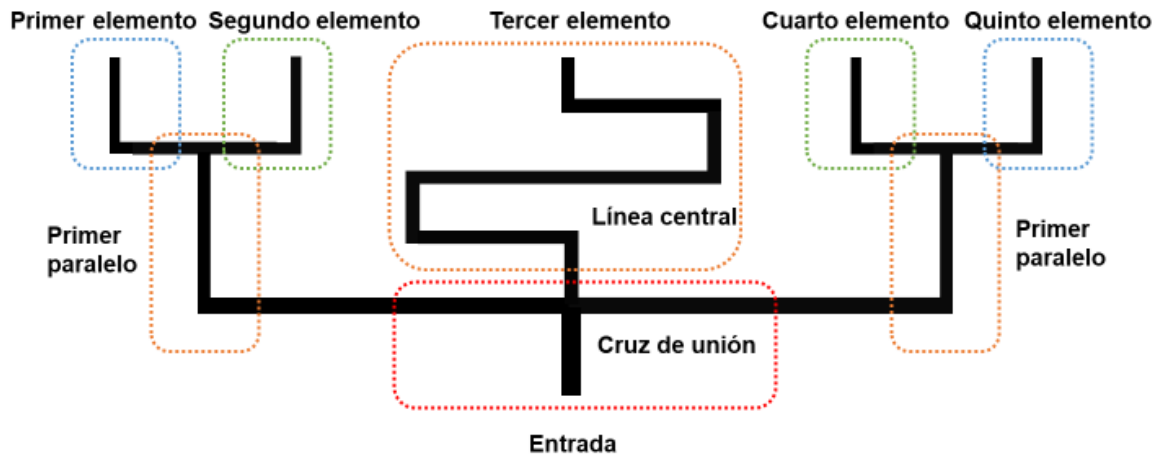 Primer elemento Segundo elemento Tercer elemento Cuarto elemento Quinto elemento
Línea central
Primer
paralelo
Primer
paralelo
Cruz de unión
Entrada